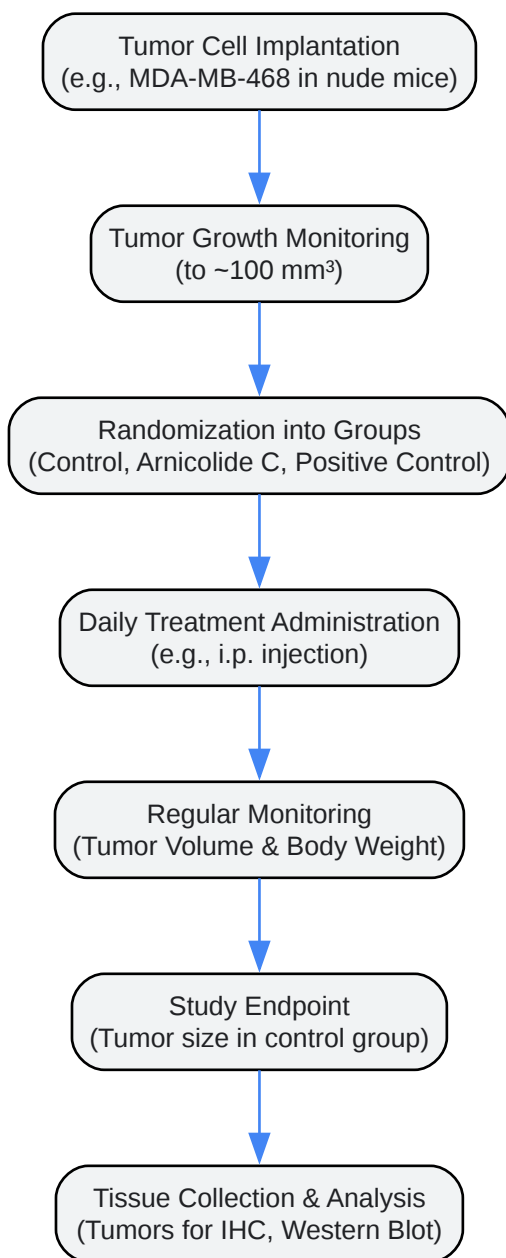 Tumor Cell Implantation
(e.g., MDA-MB-468 in nude mice)
Tumor Growth Monitoring
(to ~100 mm³)
Randomization into Groups
(Control, Arnicolide C, Positive Control)
Daily Treatment Administration
(e.g., i.p. injection)
Regular Monitoring
(Tumor Volume & Body Weight)
Study Endpoint
(Tumor size in control group)
Tissue Collection & Analysis
(Tumors for IHC, Western Blot)